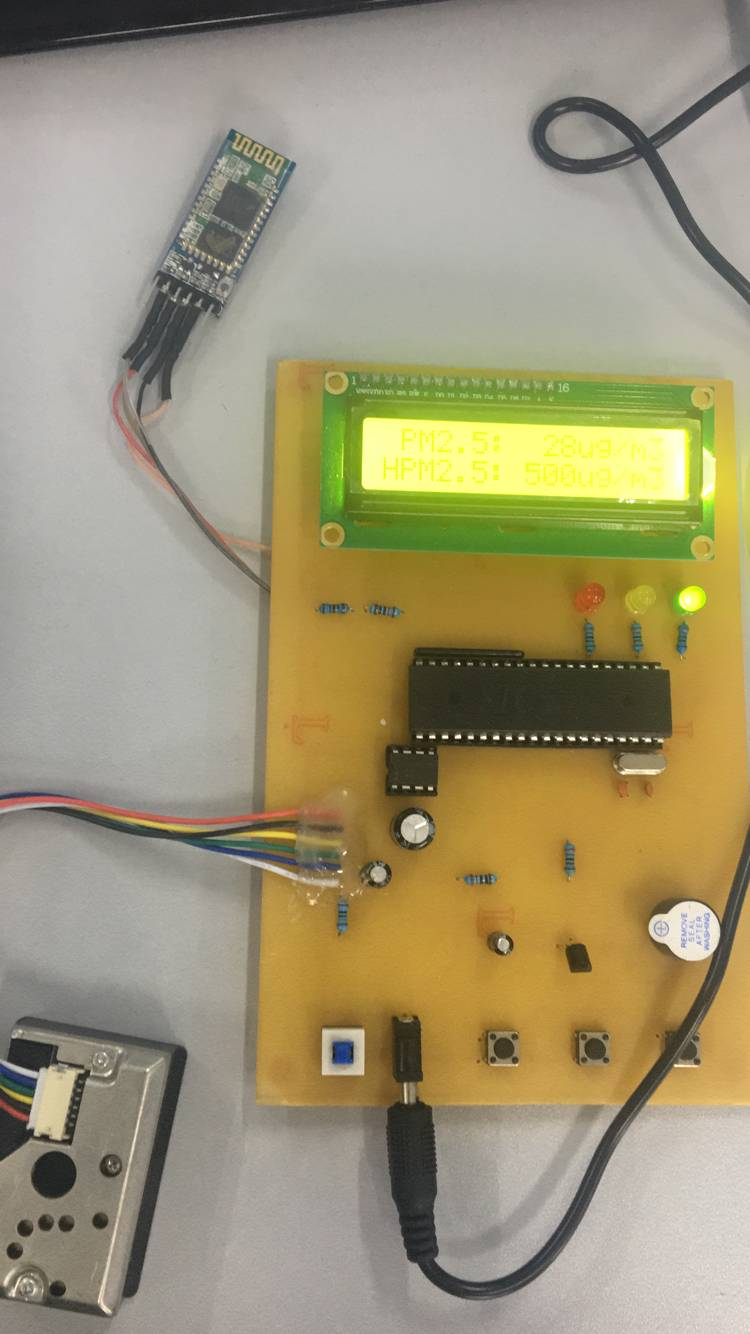 1 16
PM2.5: 28ug/m3
HPM2.5: 500ug/m3
REMOVE
SEAL
AFTER
WASHING